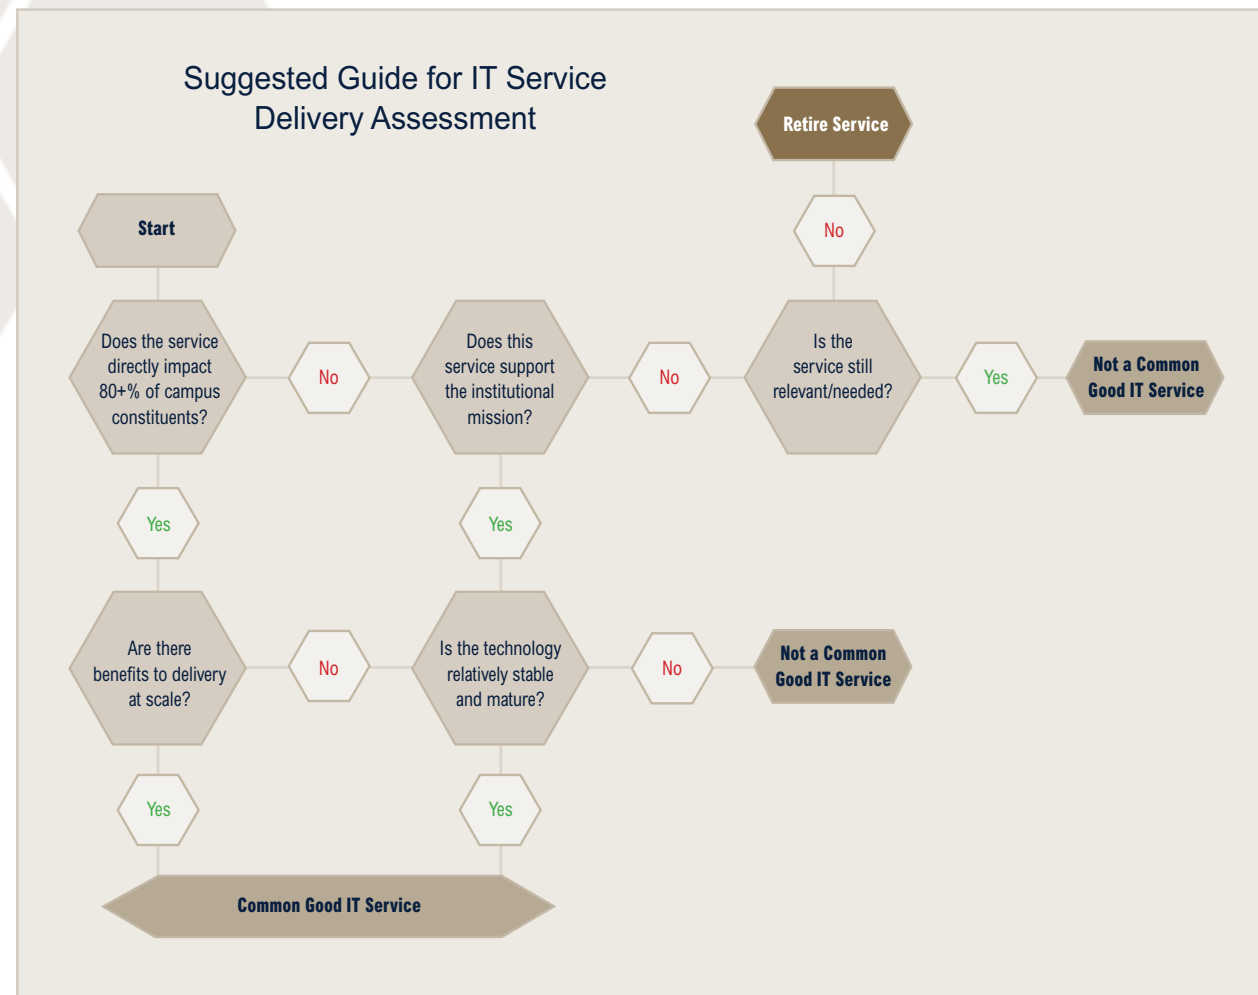 Suggested Guide for IT Service
Delivery Assessment
Retire Service
No
Start
Does the service
directly impact
80+% of campus
constituents?
No
Does this
service support
the institutional
mission?
No
Is the
service still
relevant/needed?
Yes
Not a Common
Good IT Service
Yes
Yes
Are there
benefits to delivery
at scale?
No
Is the technology
relatively stable
and mature?
No
Not a Common
Good IT Service
Yes
Yes
Common Good IT Service